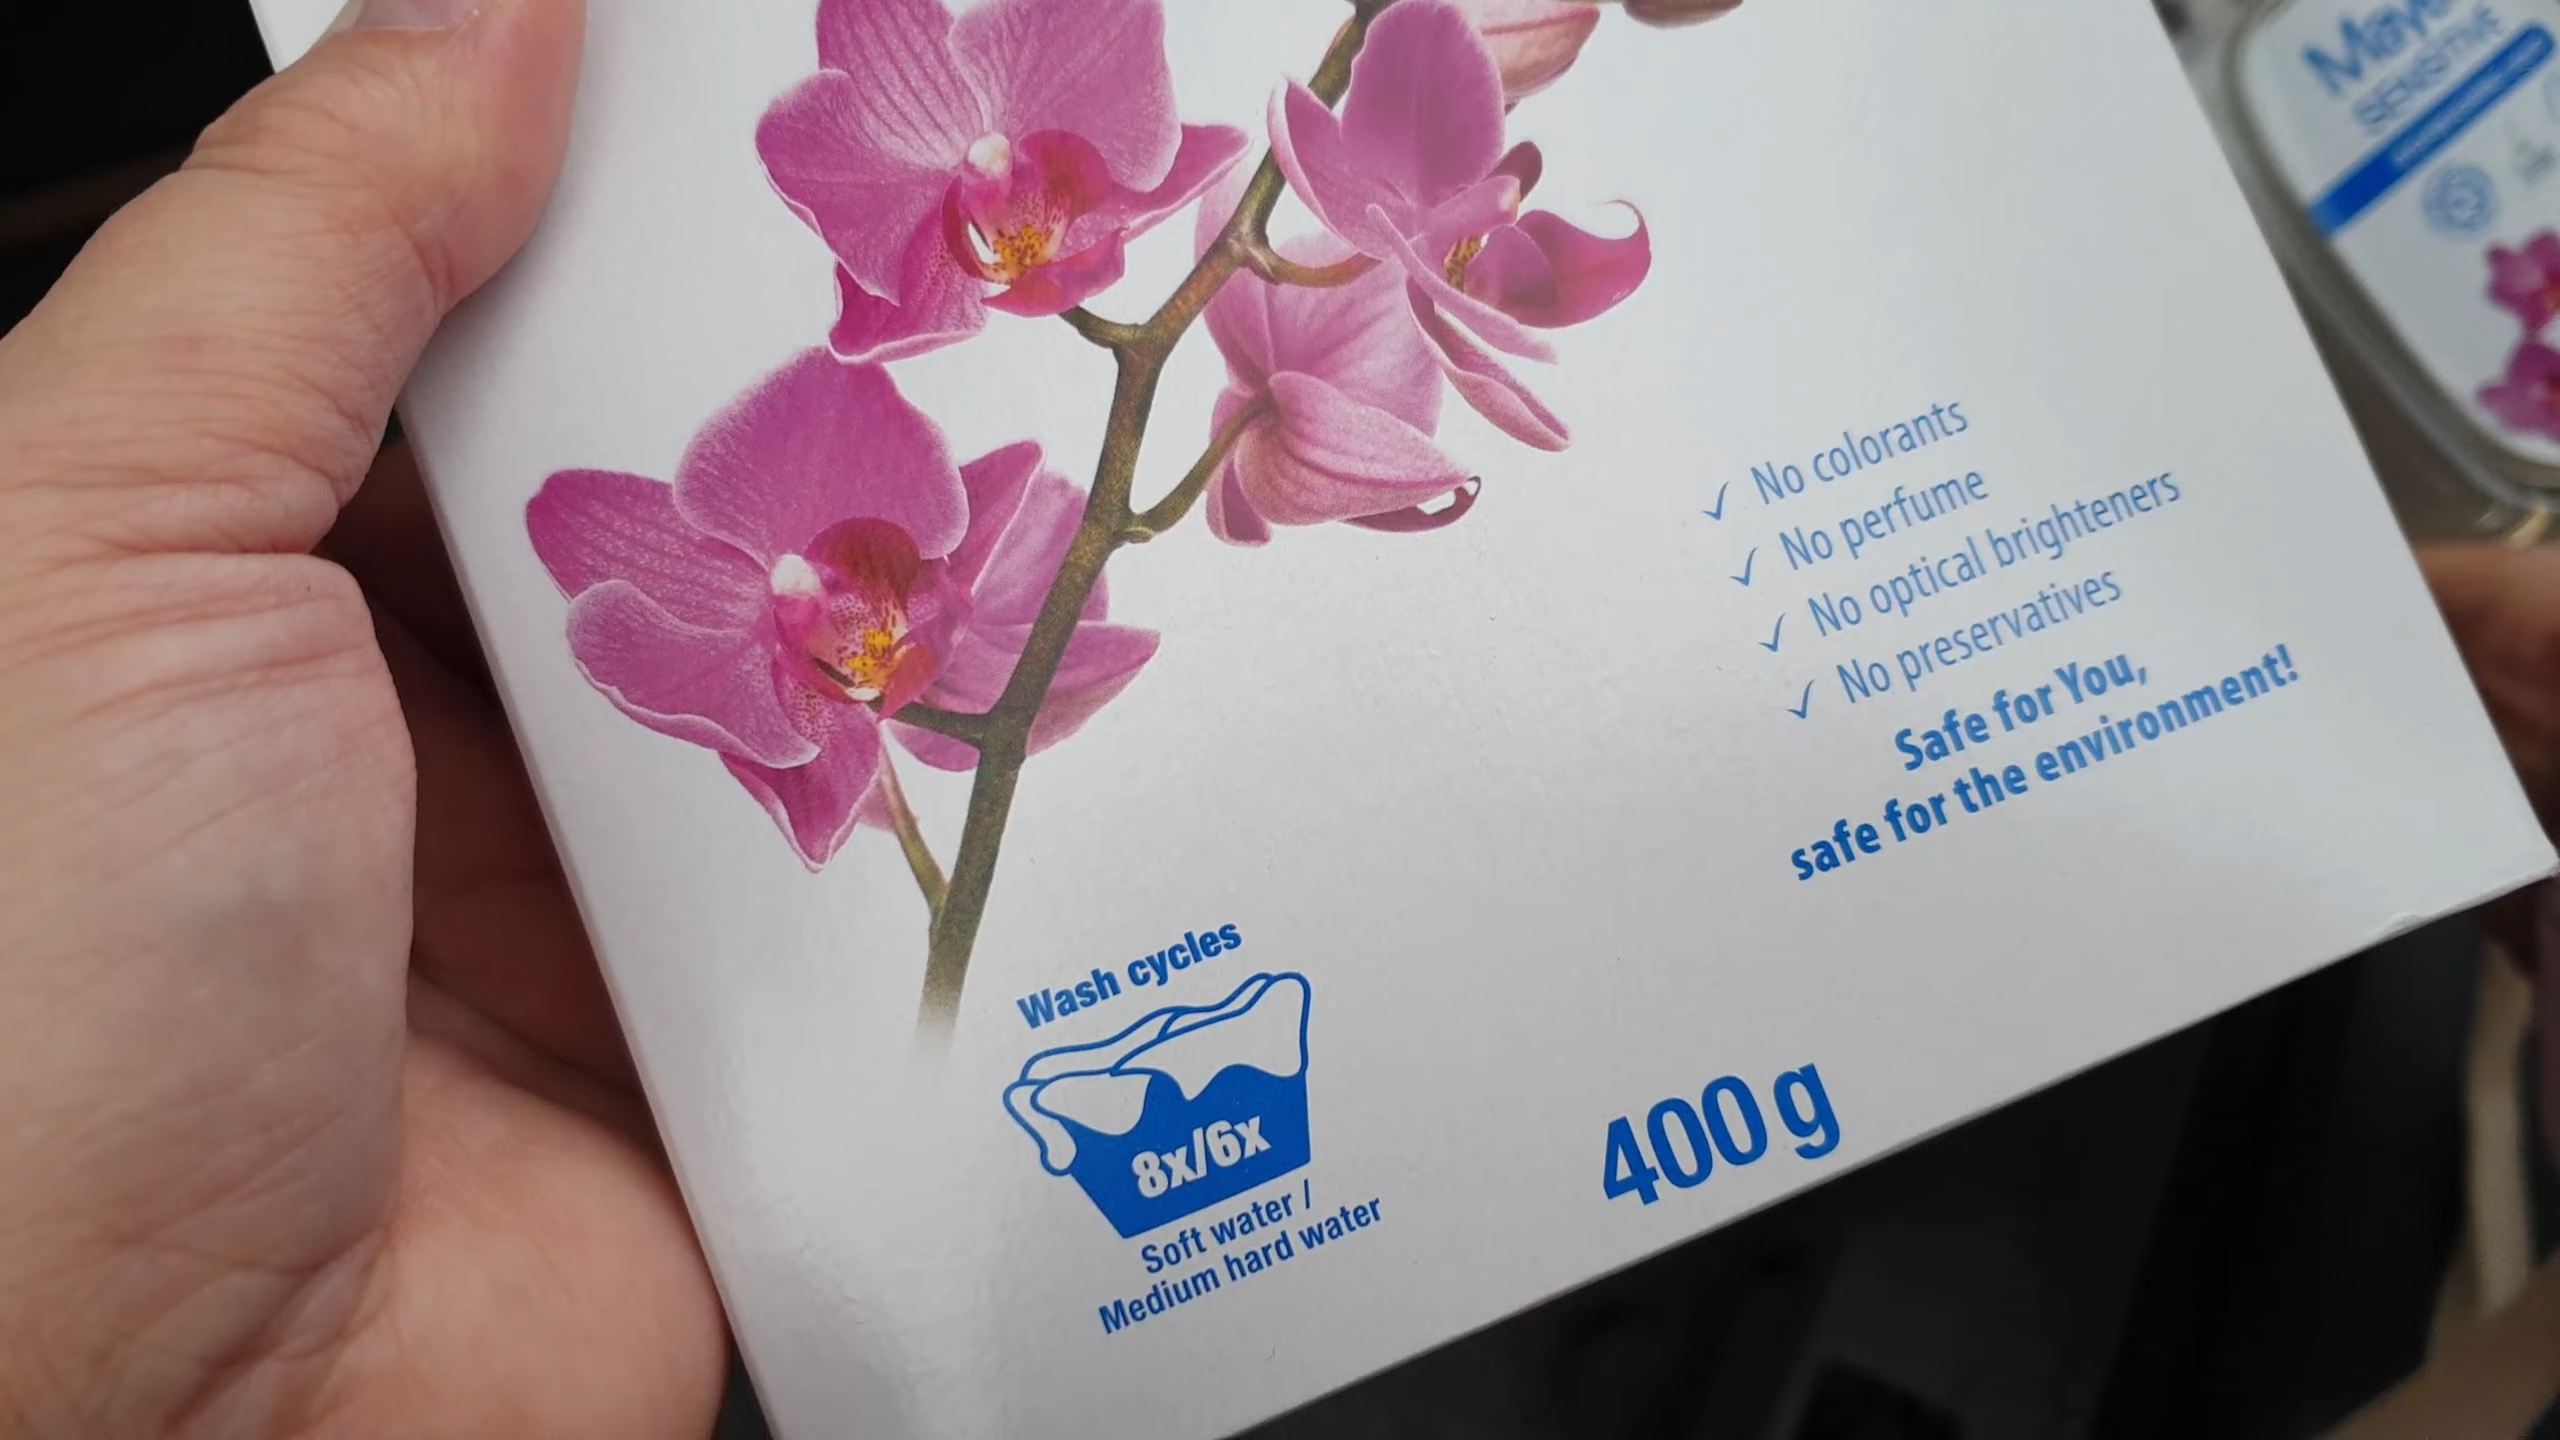 SENSITIVE
No colorants
No perfume
No optical brighteners
No preservatives
Safe for You,
safe for the environment!
Wash cycles
8x/6x
Soft water /
Medium hard water
400 g